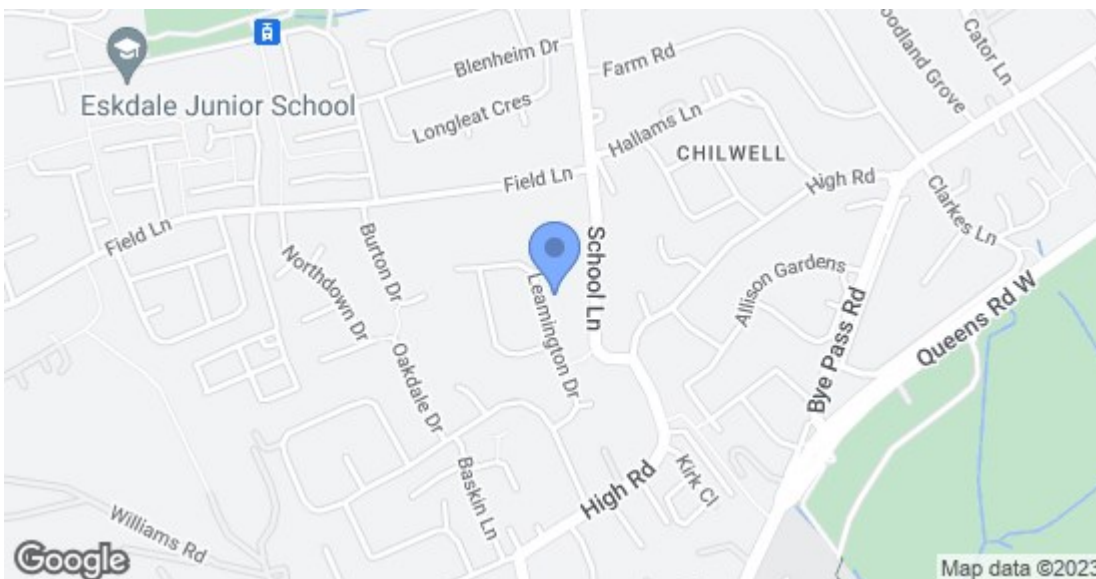 oodland Grove
Cator Ln
Blenheim Dr
Farm Rd
Eskdale Junior School
Longleat Cres
Hallams Ln
CHILWELL
Field Ln
High Rd
Clarkes Ln
Field Ln
Burton Dr
Northdown Dr
School Ln
Leamington Dr
Allison Gardens
Queens Rd W
Bye Pass Rd
Oakdale Dr
Baskin Ln
Kirk Cl
High Rd
Williams Rd
Google
Map data ©2023